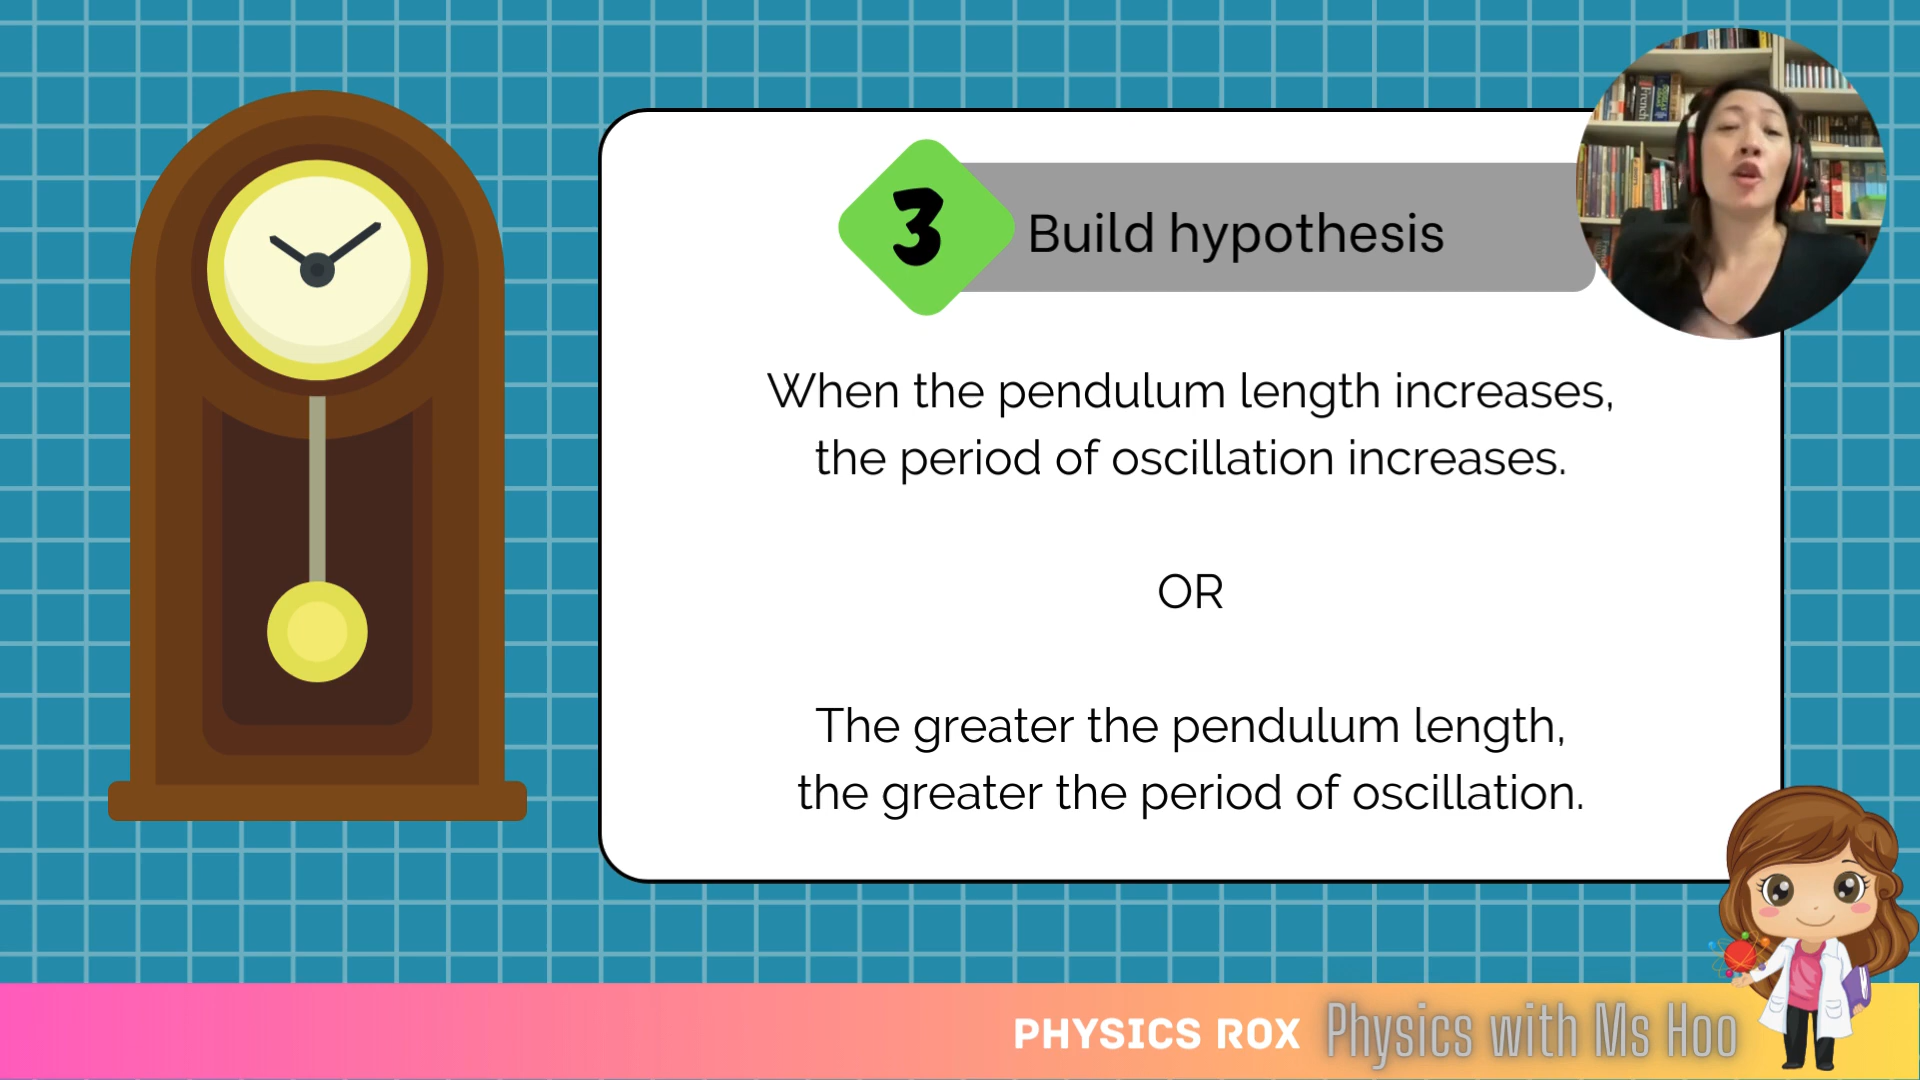 3
Build hypothesis
When the pendulum length increases,
the period of oscillation increases.
OR
The greater the pendulum length,
the greater the period of oscillation.
PHYSICS ROX
Physics with Ms Hoo
French